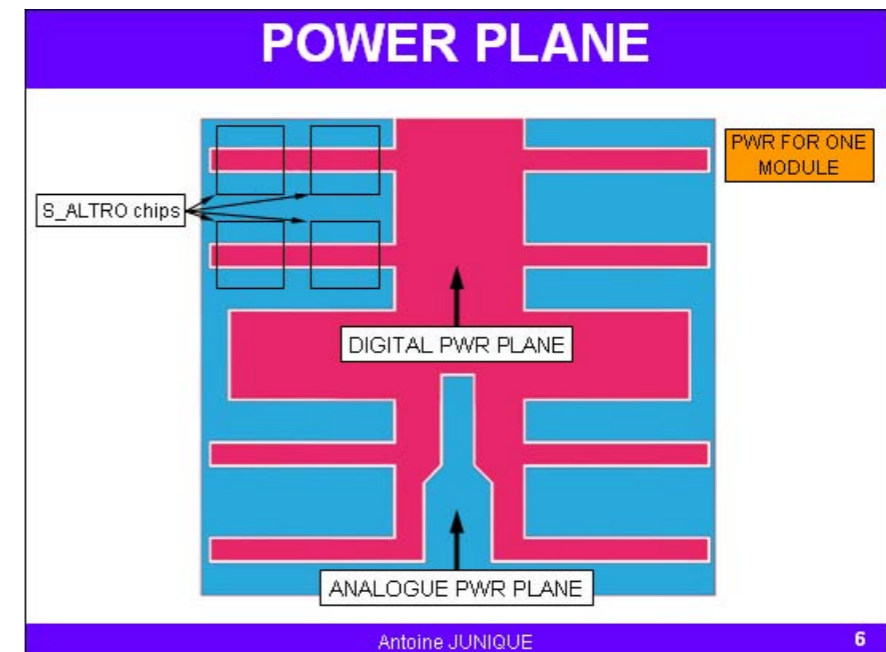 POWER PLANE
PWR FOR ONE
MODULE
S_ALTRO chips
DIGITAL PWR PLANE
ANALOGUE PWR PLANE
Antoine JUNIQUE
6